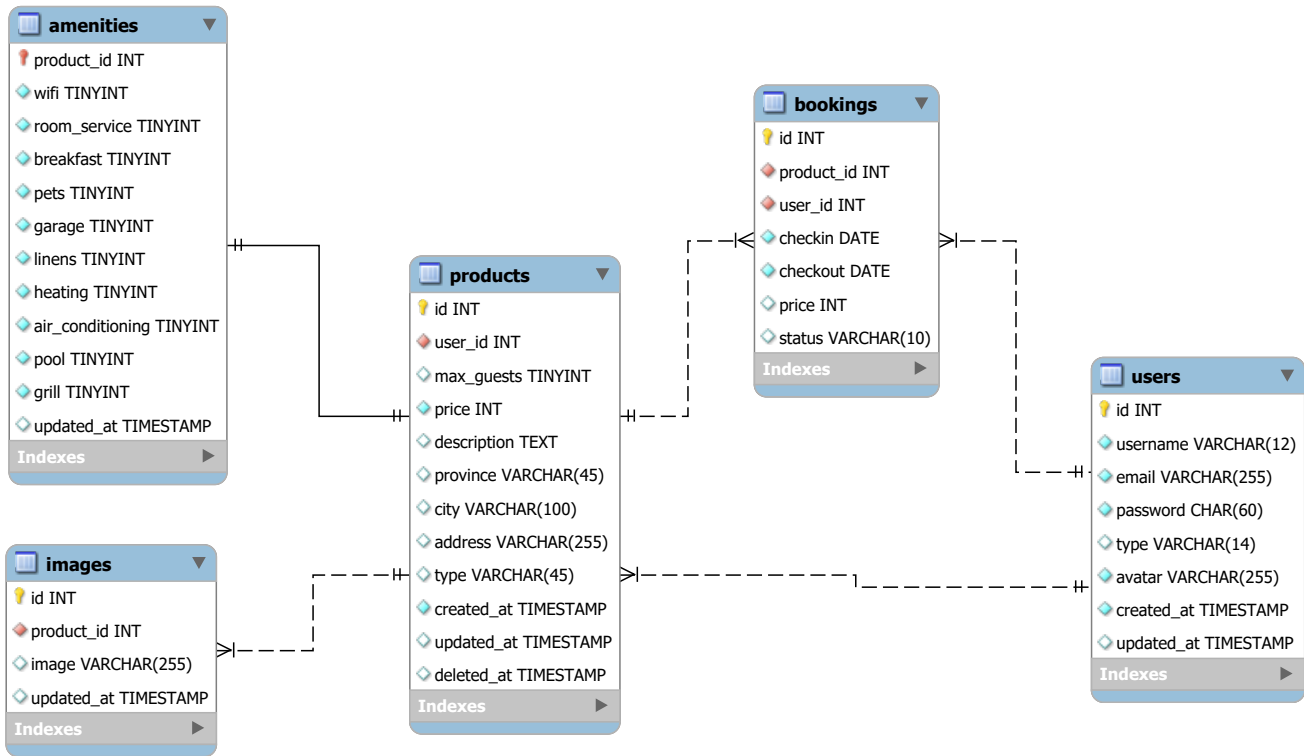 amenities
product_id INT
wifi TINYINT
room_service TINYINT
breakfast TINYINT
pets TINYINT
garage TINYINT
linens TINYINT
heating TINYINT
air_conditioning TINYINT
pool TINYINT
grill TINYINT
updated_at TIMESTAMP
Indexes
images
id INT
product_id INT
image VARCHAR(255)
updated_at TIMESTAMP
Indexes
products
id INT
user_id INT
max_guests TINYINT
price INT
description TEXT
province VARCHAR(45)
city VARCHAR(100)
address VARCHAR(255)
type VARCHAR(45)
created_at TIMESTAMP
updated_at TIMESTAMP
deleted_at TIMESTAMP
Indexes
bookings
id INT
product_id INT
user_id INT
checkin DATE
checkout DATE
price INT
status VARCHAR(10)
Indexes
users
id INT
username VARCHAR(12)
email VARCHAR(255)
password CHAR(60)
type VARCHAR(14)
avatar VARCHAR(255)
created_at TIMESTAMP
updated_at TIMESTAMP
Indexes